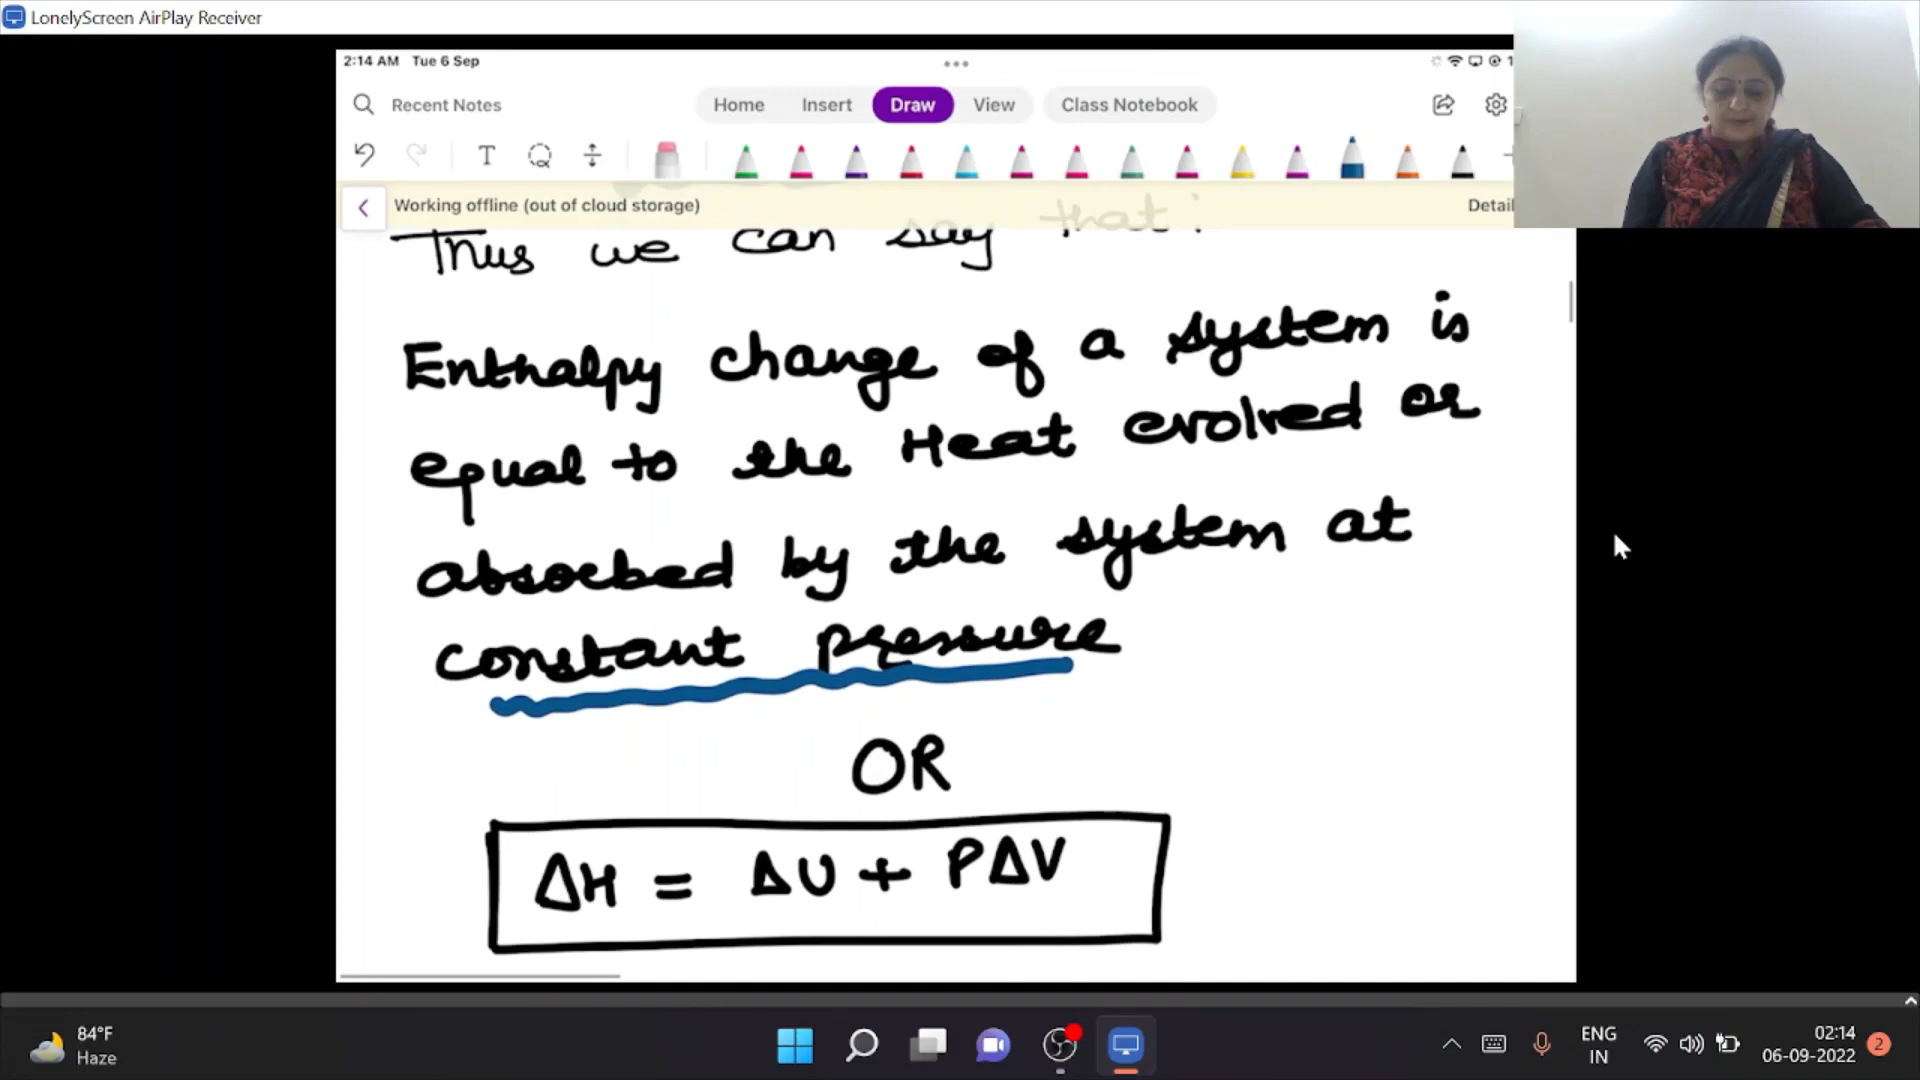 LonelyScreen AirPlay Receiver
2:14 AM Tue 6 Sep
Recent Notes
Home Insert Draw View Class Notebook
T
Working offline (out of cloud storage)
Detail
Thus we can say that:
Enthalpy change of a system is
equal to the Heat evolved or
absorbed by the system at
constant pressure
OR
ΔH = ΔU + PΔV
84°F
Haze
ENG
IN
02:14
06-09-2022
2